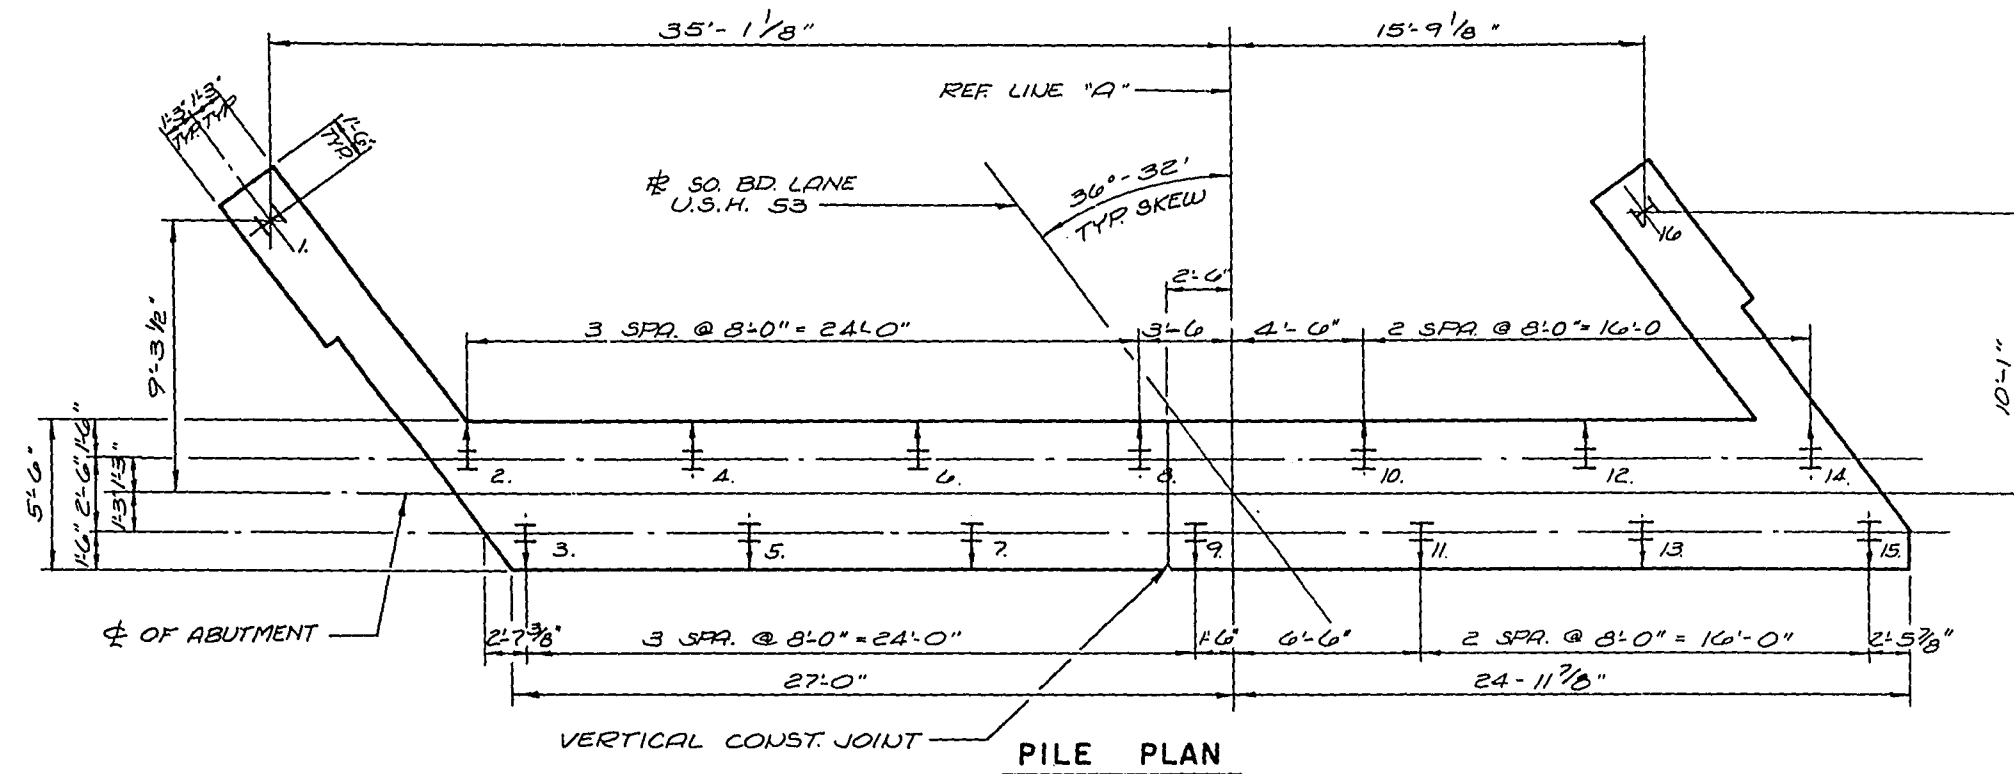 35'-1 1/8"
15'-9 1/8"
REF. LINE "A"
1'-3" 1'-3"
TYP. TYP.
1'-6"
TYP.
36°-32'
TYP. SKEW
℞ SO. BD. LANE
U.S.H. 53
1.
16
2'-6"
3 SPA. @ 8'-0" = 24'-0"
3'-6
4'-6"
2 SPA. @ 8'-0" = 16'-0
9'-3 1/2"
10'-1"
5'-6"
1'-6" 2'-6" 1'-6"
1'-3" 1'-3"
2.
4.
6.
8.
10.
12.
14.
3.
5.
7.
9.
11.
13.
15.
℄ OF ABUTMENT
2'-7 3/8"
3 SPA. @ 8'-0" = 24'-0"
1'-6"
6'-6"
2 SPA. @ 8'-0" = 16'-0"
2'-5 7/8"
27'-0"
24-11 7/8"
VERTICAL CONST. JOINT
PILE PLAN